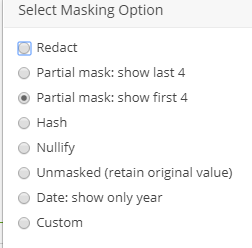 Select Masking Option
Redact
Partial mask: show last 4
Partial mask: show first 4
Hash
Nullify
Unmasked (retain original value)
Date: show only year
Custom